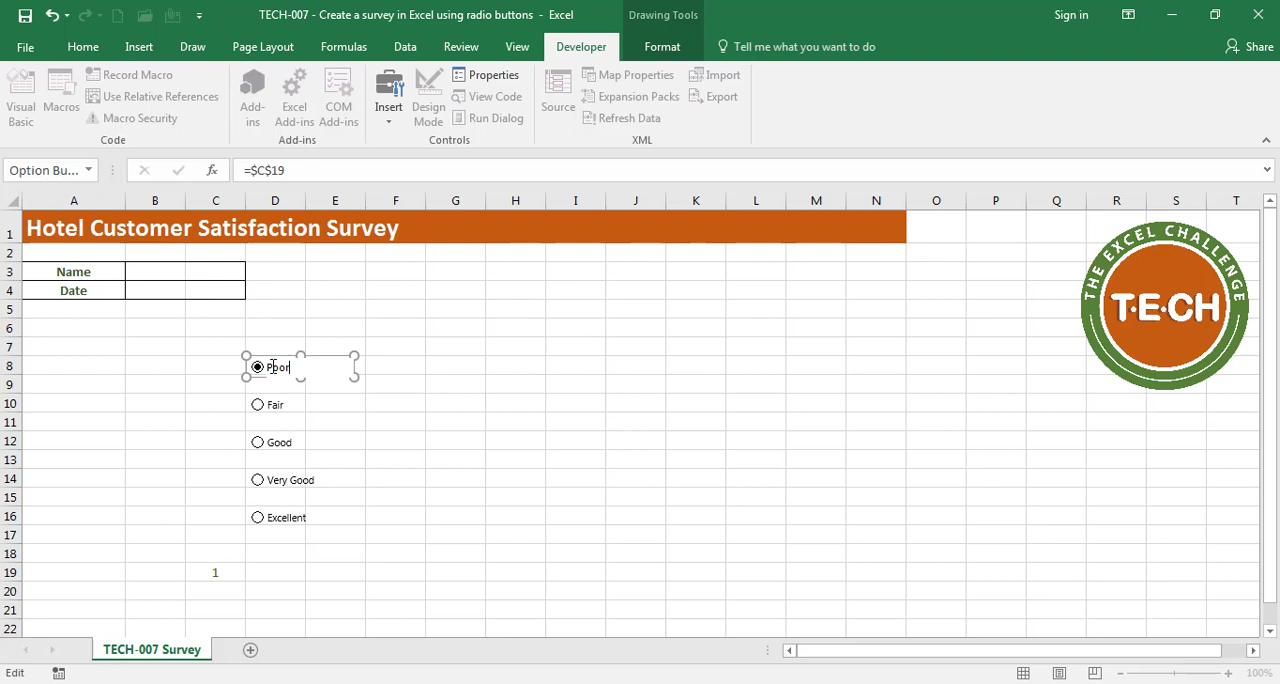 TECH-007 - Create a survey in Excel using radio buttons - Excel
Drawing Tools
Sign in
File Home Insert Draw Page Layout Formulas Data Review View Developer Format Tell me what you want to do Share
Visual Basic
Macros
Record Macro
Use Relative References
Macro Security
Code
Add-ins
Excel Add-ins
COM Add-ins
Add-ins
Insert
Design Mode
Properties
View Code
Run Dialog
Controls
Source
Map Properties
Expansion Packs
Refresh Data
Import
Export
XML
Option Bu... fx =$C$19
A B C D E F G H I J K L M N O P Q R S T
1 Hotel Customer Satisfaction Survey
2
3 Name
4 Date
5
6
7
8 Poor
9
10 Fair
11
12 Good
13
14 Very Good
15
16 Excellent
17
18
19 1
20
21
22
THE EXCEL CHALLENGE
T.E.CH
TECH-007 Survey
Edit
100%